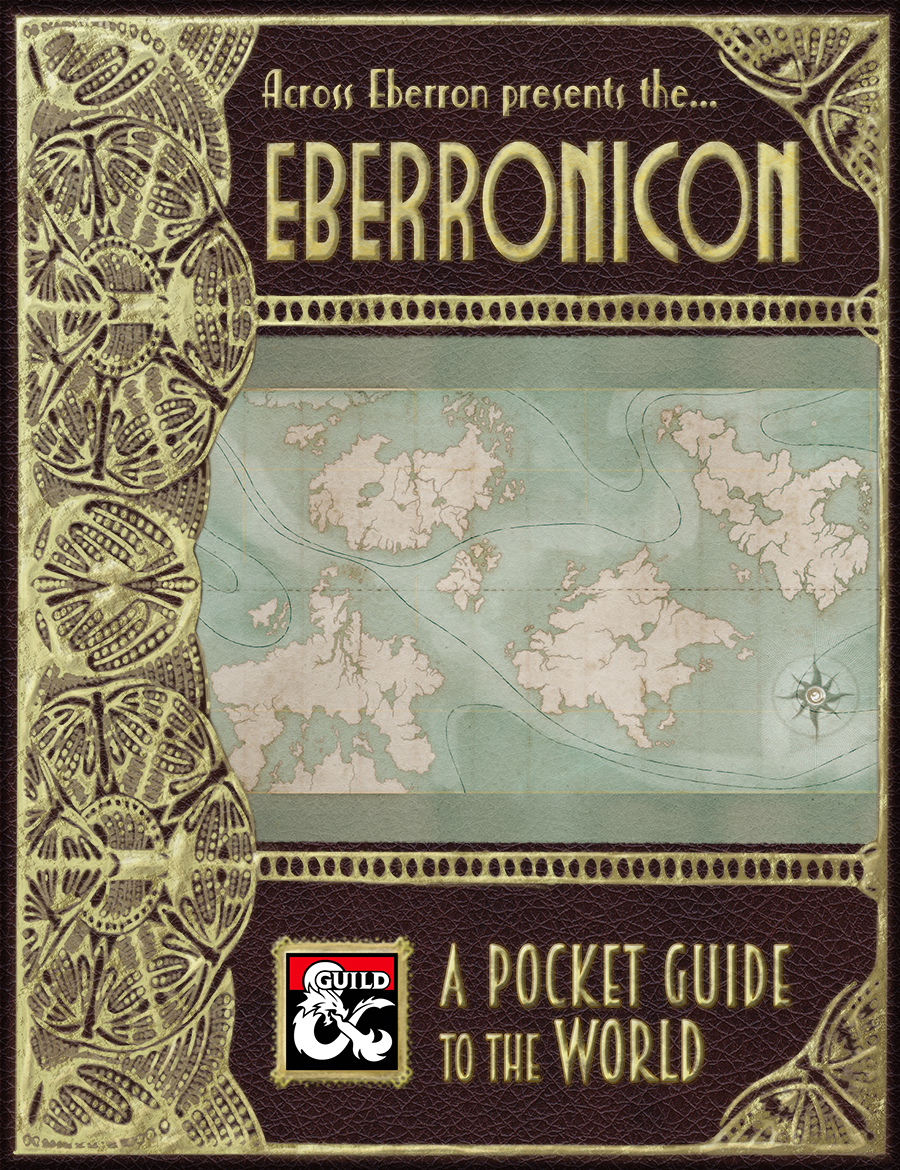 Across Eberron presents the...
EBERRONICON
GUILD
A POCKET GUIDE
TO THE WORLD